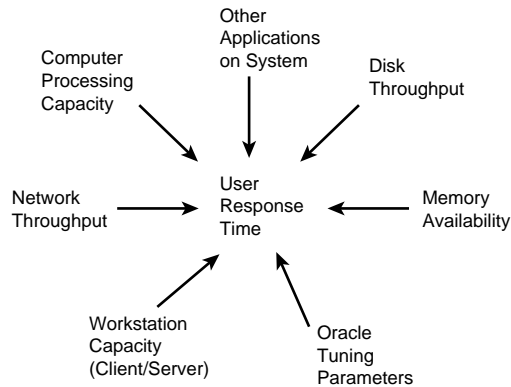 Other
Applications
on System
Computer
Processing
Capacity
Disk
Throughput
Network
Throughput
User
Response
Time
Memory
Availability
Workstation
Capacity
(Client/Server)
Oracle
Tuning
Parameters